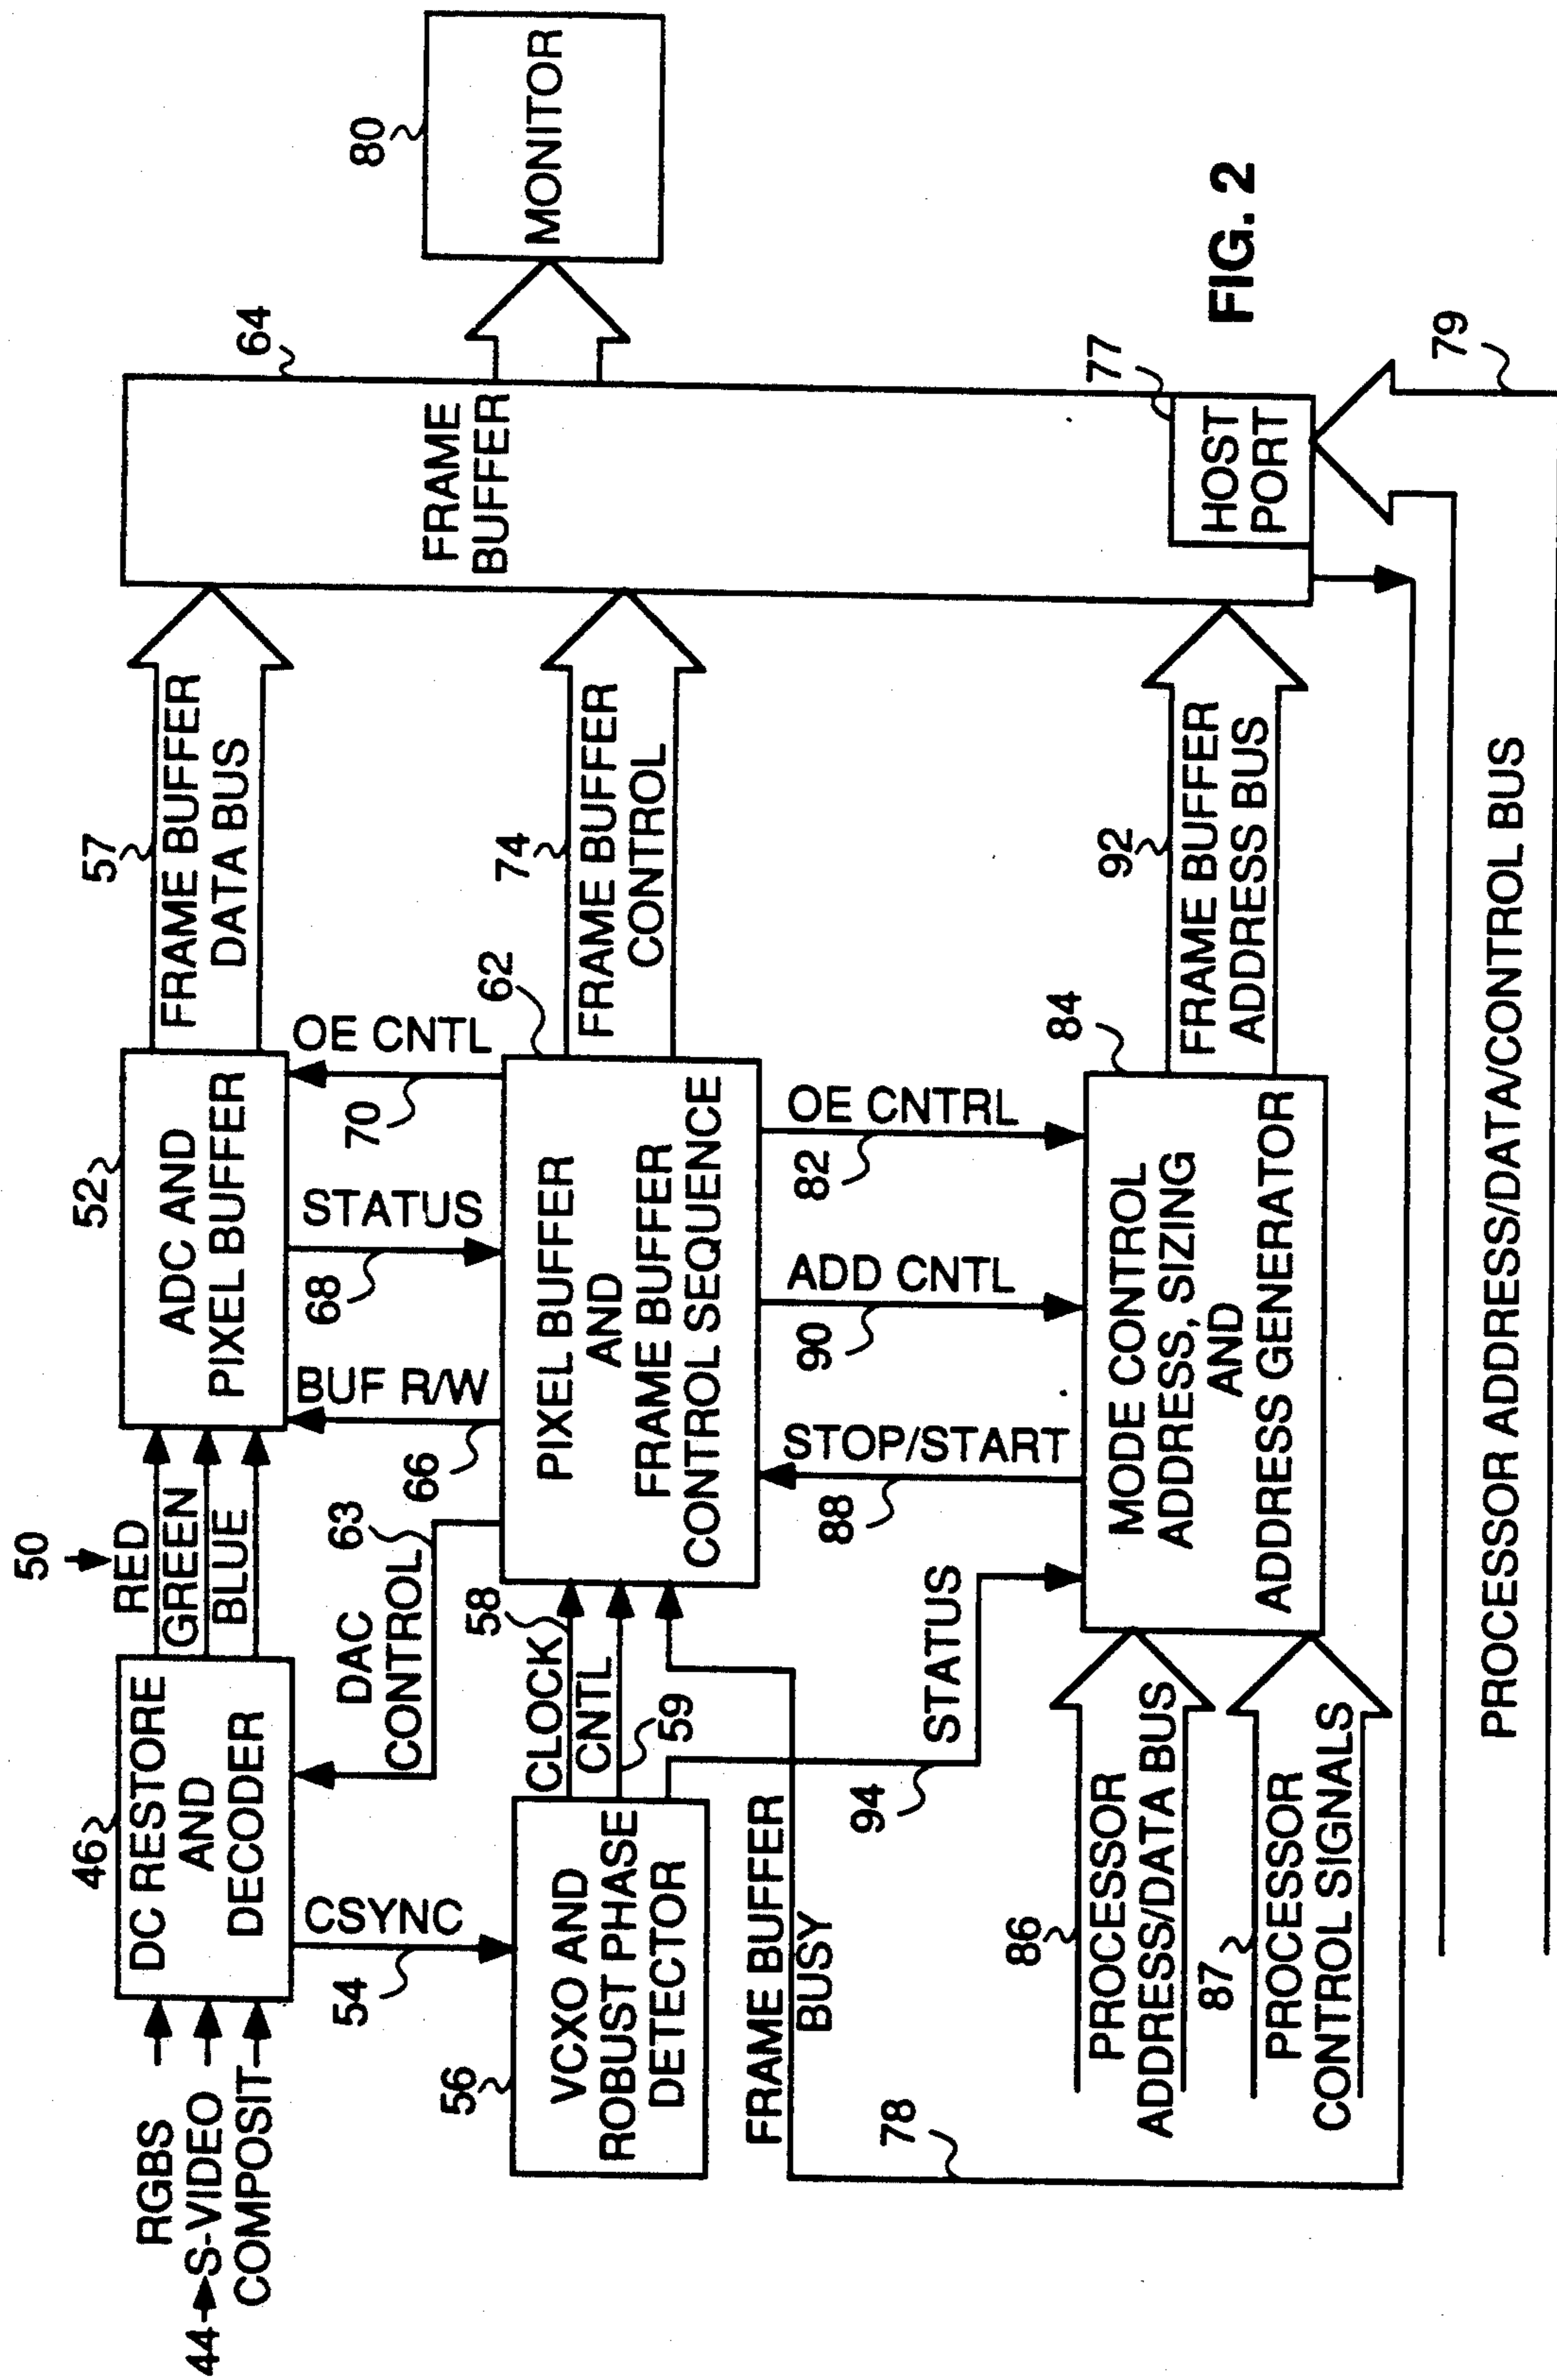 44
RGBS
S-VIDEO
COMPOSIT
46
DC RESTORE
AND
DECODER
50
RED
GREEN
BLUE
52
ADC AND
PIXEL BUFFER
57
FRAME BUFFER
DATA BUS
64
FRAME
BUFFER
80
MONITOR
54
CSYNC
DAC
CONTROL
63
66
BUF R/W
68
STATUS
70
OE CNTL
56
VCXO AND
ROBUST PHASE
DETECTOR
CLOCK
58
CNTL
59
62
PIXEL BUFFER
AND
FRAME BUFFER
CONTROL SEQUENCE
74
FRAME BUFFER
CONTROL
FRAME BUFFER
BUSY
78
94
STATUS
88
STOP/START
90
ADD CNTL
82
OE CNTRL
84
MODE CONTROL
ADDRESS, SIZING
AND
ADDRESS GENERATOR
86
PROCESSOR
ADDRESS/DATA BUS
87
PROCESSOR
CONTROL SIGNALS
92
FRAME BUFFER
ADDRESS BUS
77
HOST
PORT
79
PROCESSOR ADDRESS/DATA/CONTROL BUS
FIG. 2